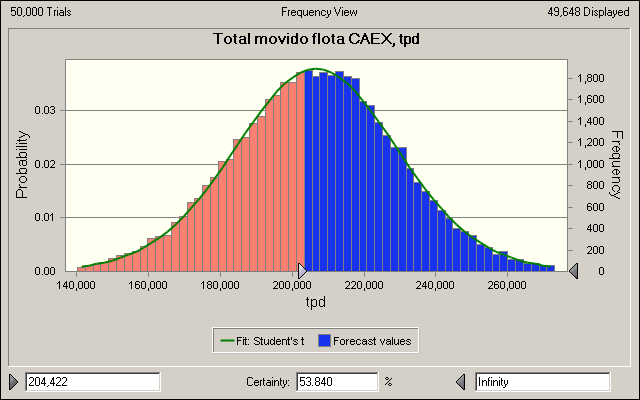 50,000 Trials Frequency View 49,648 Displayed
Total movido flota CAEX, tpd
Probability
0.03
0.02
0.01
0.00
1,800
1,600
1,400
1,200
1,000
800
600
400
200
0
Frequency
140,000 160,000 180,000 200,000 220,000 240,000 260,000
tpd
Fit: Student's t Forecast values
204,422 Certainty: 53.840 % Infinity